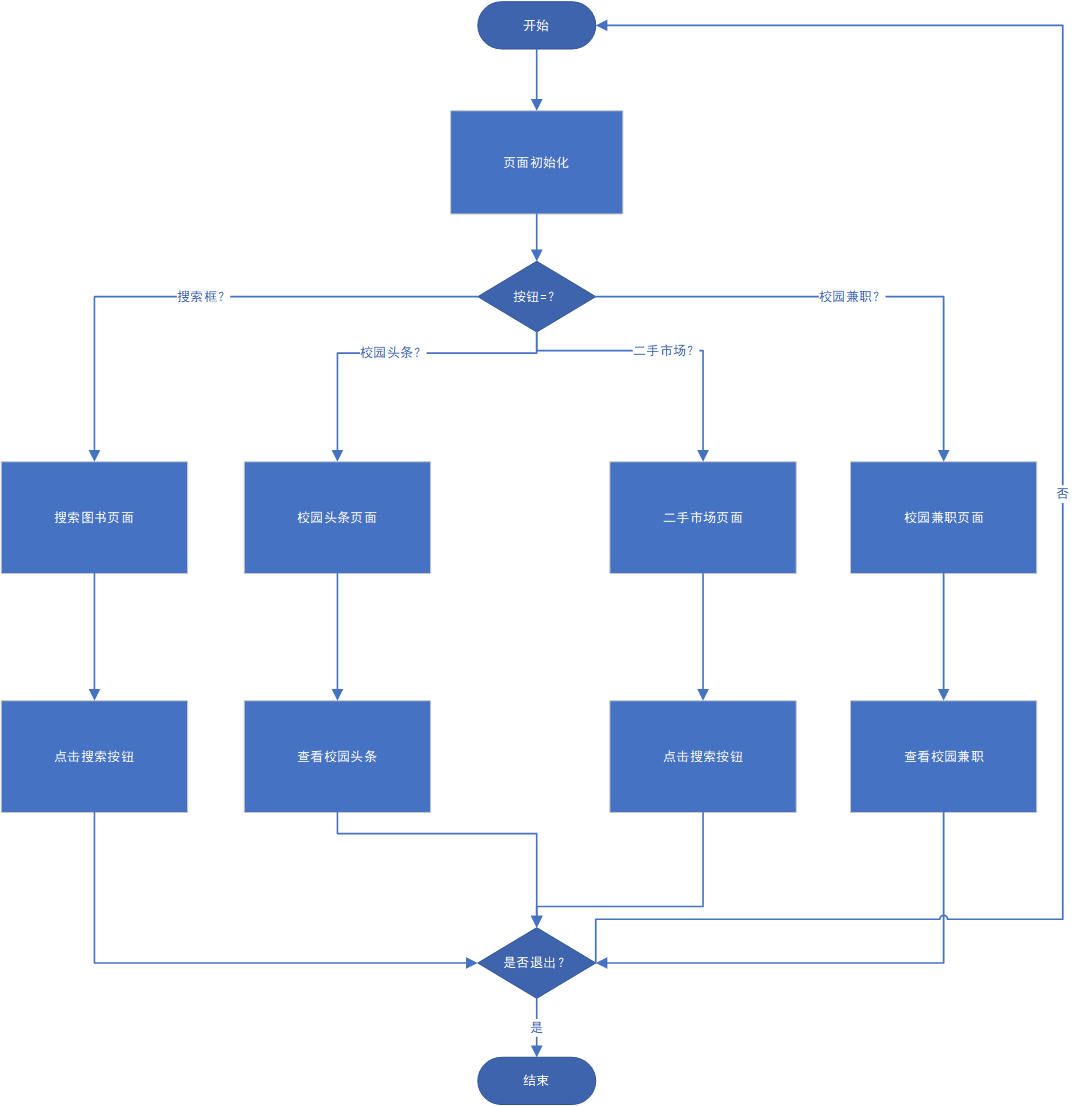 开始
页面初始化
按钮=?
搜索框?
校园兼职?
校园头条?
二手市场?
否
搜索图书页面
校园头条页面
二手市场页面
校园兼职页面
点击搜索按钮
查看校园头条
点击搜索按钮
查看校园兼职
是否退出?
是
结束